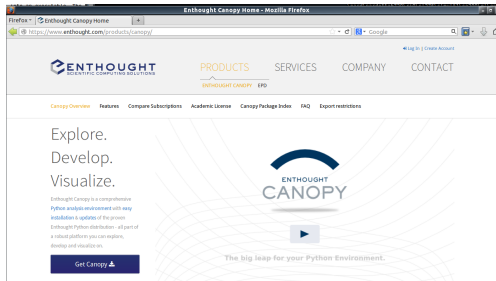 Enthought Canopy Home - Mozilla Firefox
Firefox
Enthought Canopy Home
https://www.enthought.com/products/canopy/
Google
Log In | Create Account
ENTHOUGHT
SCIENTIFIC COMPUTING SOLUTIONS
PRODUCTS SERVICES COMPANY CONTACT
ENTHOUGHT CANOPY EPD
Canopy Overview Features Compare Subscriptions Academic License Canopy Package Index FAQ Export restrictions
Explore.
Develop.
Visualize.
Enthought Canopy is a comprehensive
Python analysis environment with easy
installation & updates of the proven
Enthought Python distribution - all part of
a robust platform you can explore,
develop and visualize on.
Get Canopy
ENTHOUGHT
CANOPY
The big leap for your Python Environment.